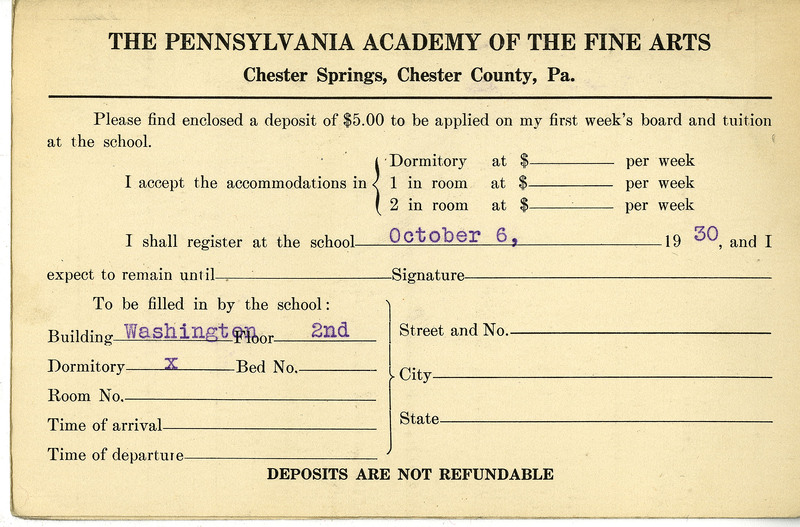 THE PENNSYLVANIA ACADEMY OF THE FINE ARTS
Chester Springs, Chester County, Pa.
Please find enclosed a deposit of $5.00 to be applied on my first week's board and tuition
at the school.
I accept the accommodations in
Dormitory at $ per week
1 in room at $ per week
2 in room at $ per week
I shall register at the school October 6, 19 30, and I
expect to remain until Signature
To be filled in by the school:
Building Washington Floor 2nd
Dormitory x Bed No.
Room No.
Time of arrival
Time of departure
Street and No.
City
State
DEPOSITS ARE NOT REFUNDABLE